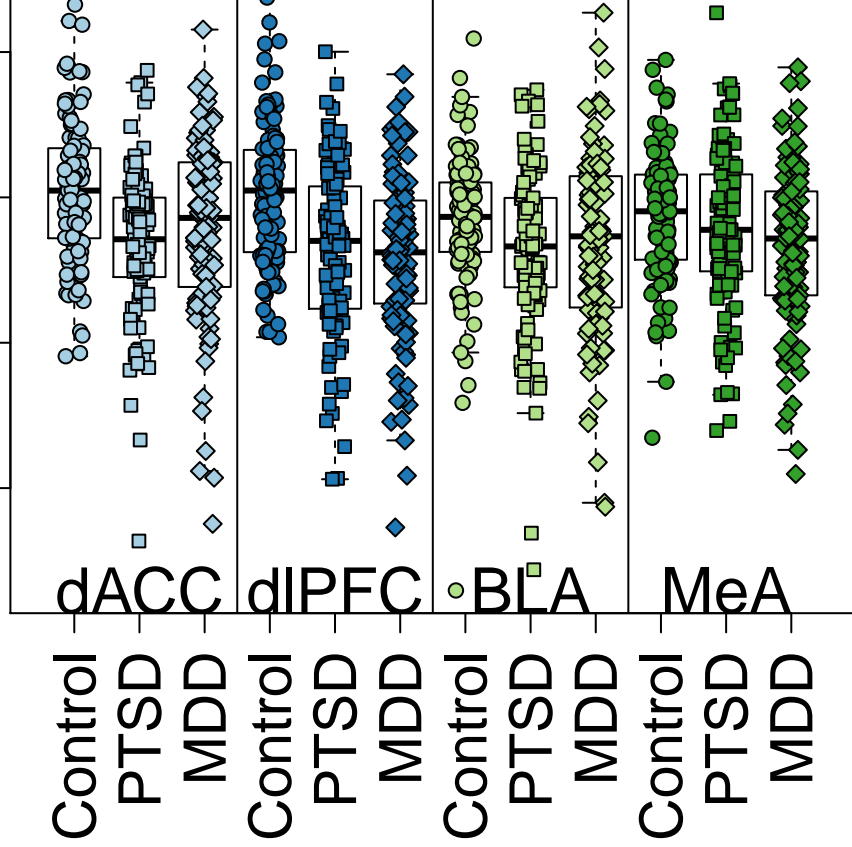 dACC dlPFC BLA MeA
Control PTSD MDD Control PTSD MDD Control PTSD MDD Control PTSD MDD